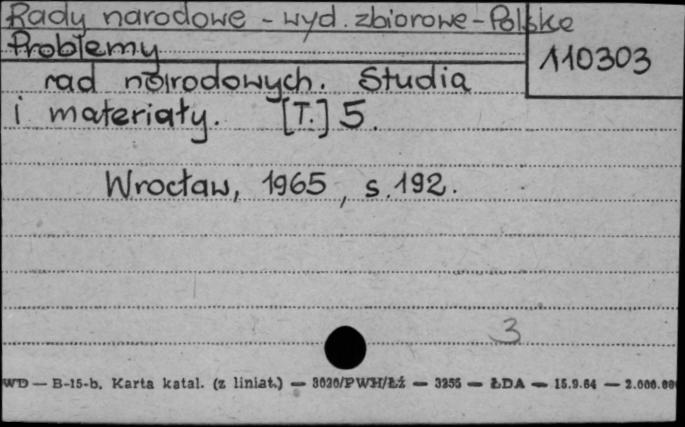 Rady narodowe - wyd. zbiorowe - Polska
Problemy
110303
rad narodowych. Studia
i materiały. [T.] 5.
Wrocław, 1965, s. 192.
3
WD — B-15-b. Karta katal. (z liniat.) — 3020/PWH/Łż — 3255 — ŁDA — 15.9.64 — 2.000.00